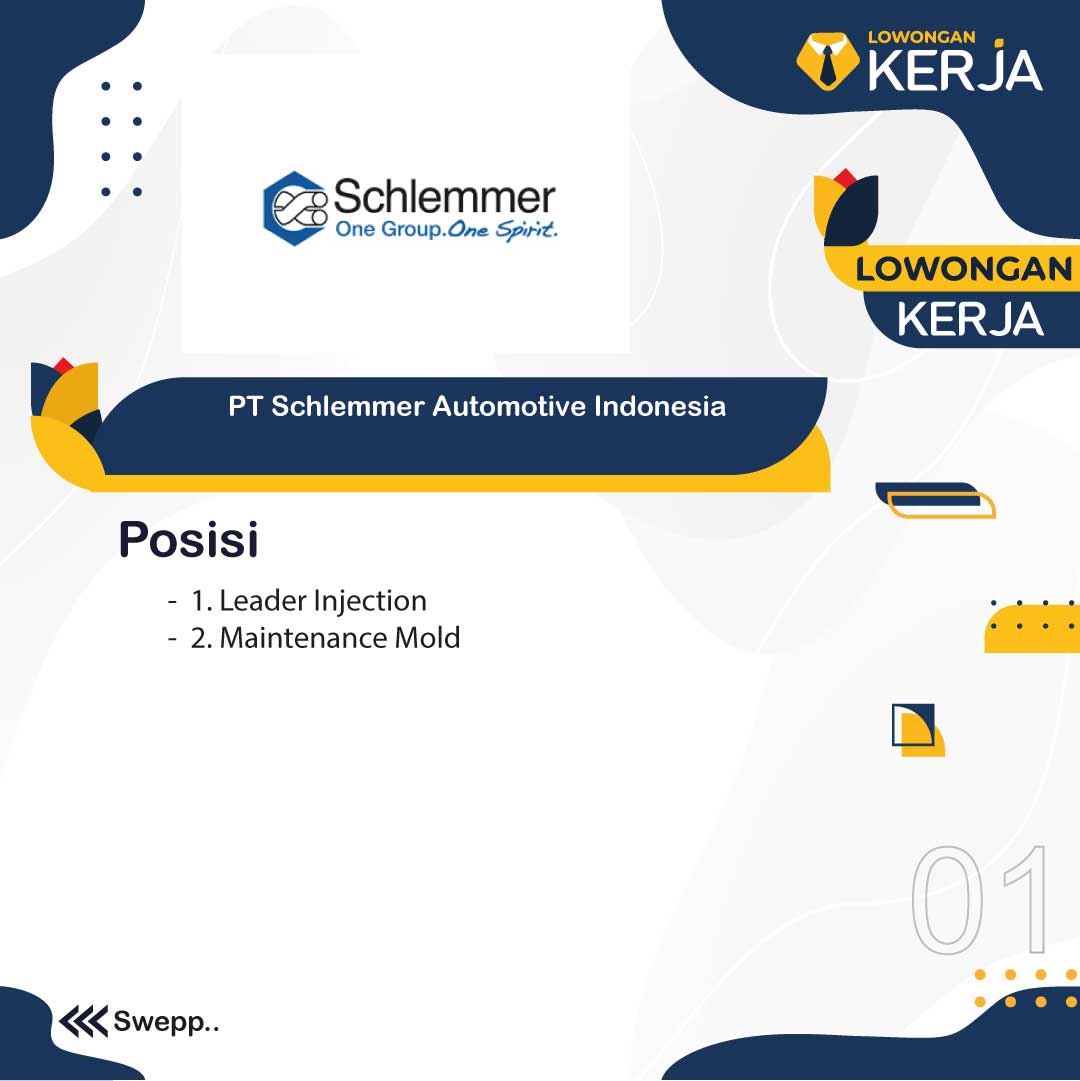 LOWONGAN
KERJA
Schlemmer
One Group.One Spirit.
LOWONGAN
KERJA
PT Schlemmer Automotive Indonesia
Posisi
- 1. Leader Injection
- 2. Maintenance Mold
01
Swepp..